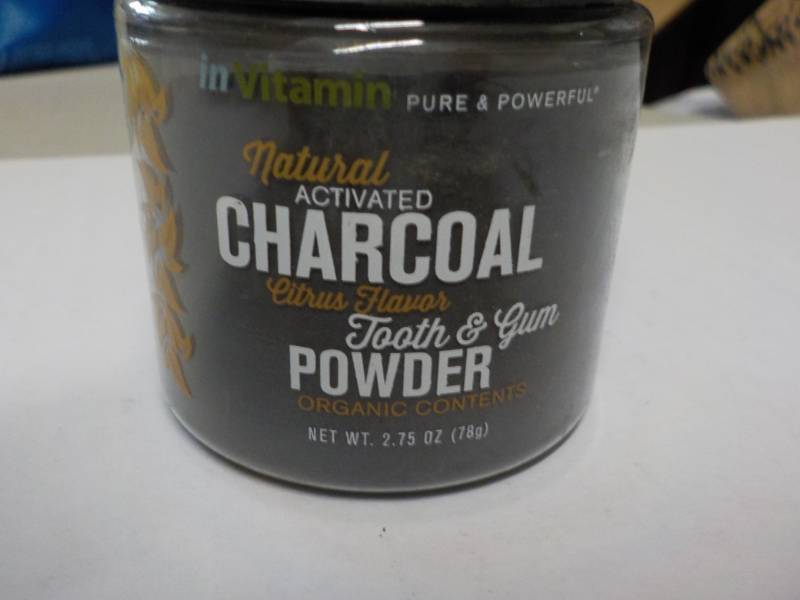 inVitamin PURE & POWERFUL®
Natural
ACTIVATED
CHARCOAL
Citrus Flavor
Tooth & Gum
POWDER
ORGANIC CONTENTS
NET WT. 2.75 OZ (78g)